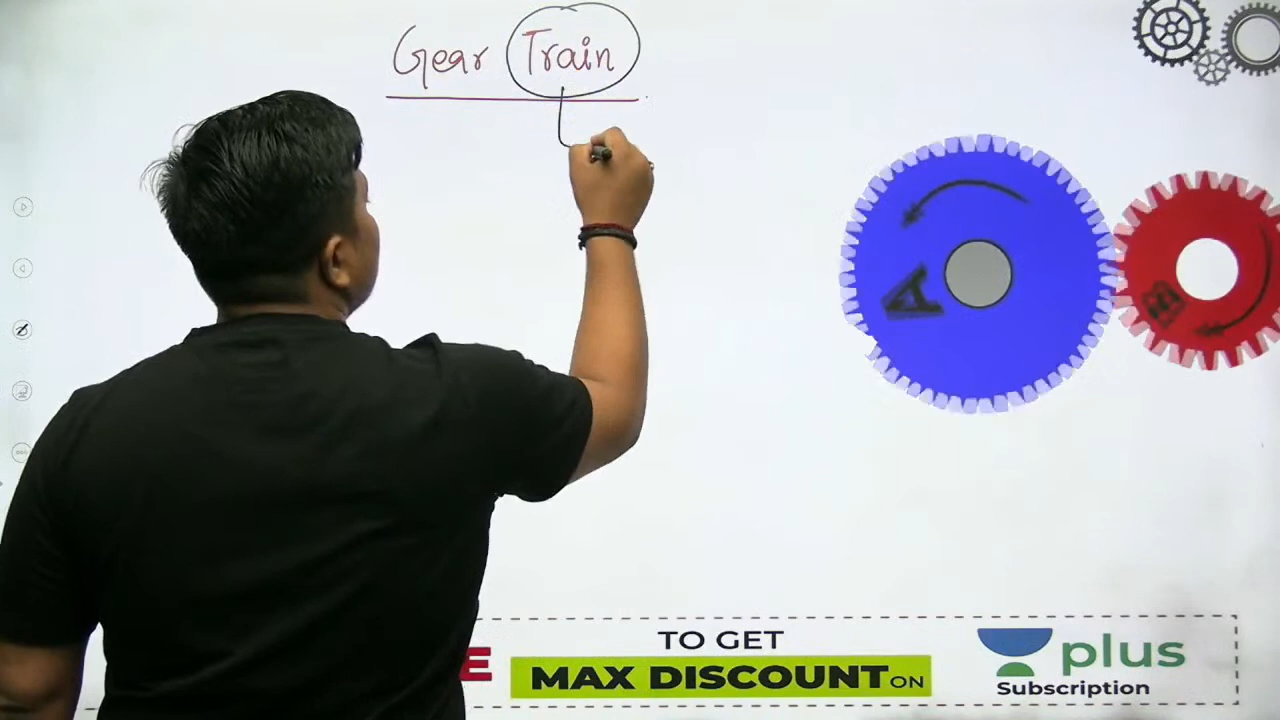 Gear Train
A
B
TO GET
E
MAX DISCOUNT ON
plus
Subscription